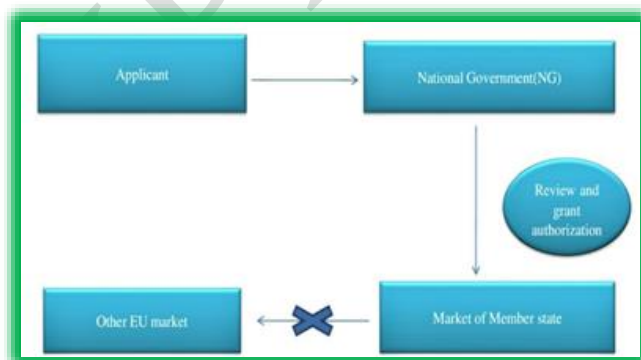 Applicant
National Government(NG)
Review and
grant
authorization
Other EU market
Market of Member state